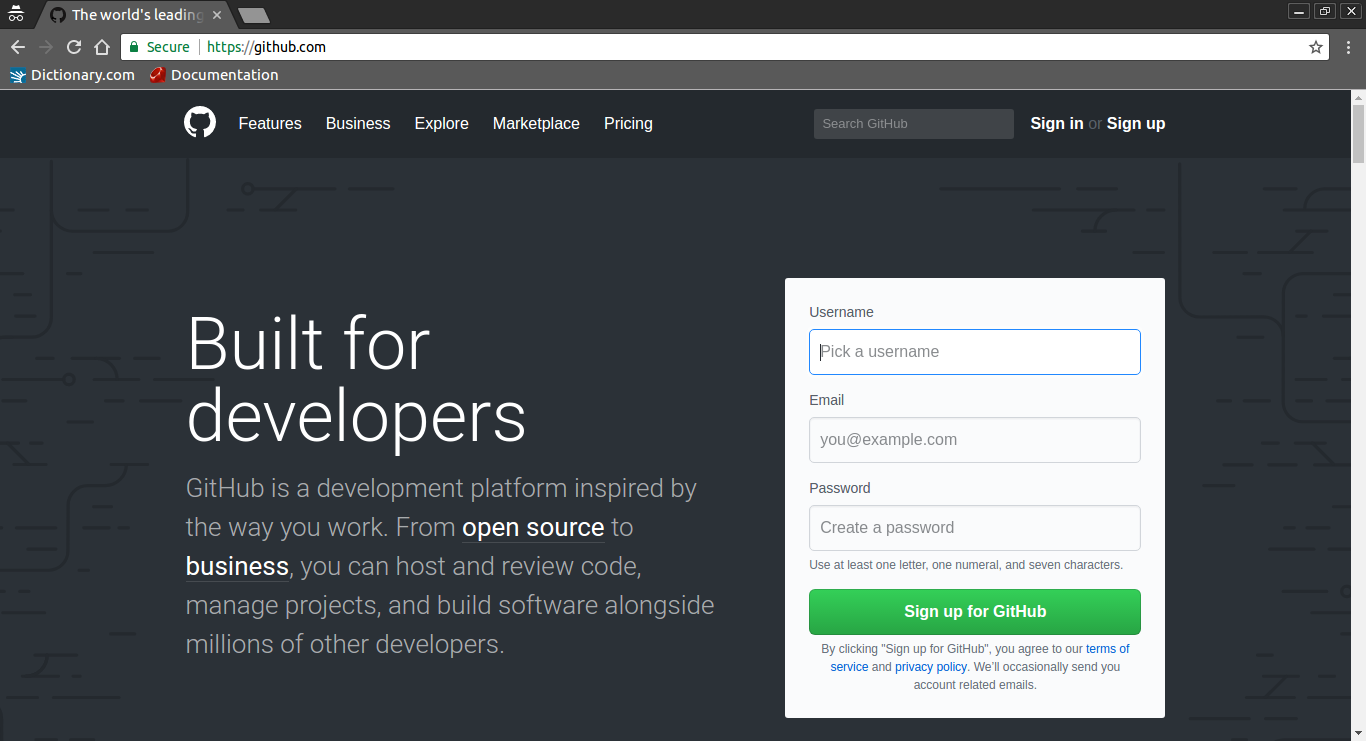 The world's leading
Secure https://github.com
Dictionary.com Documentation
Features Business Explore Marketplace Pricing Search GitHub Sign in or Sign up
Built for
developers
GitHub is a development platform inspired by
the way you work. From open source to
business, you can host and review code,
manage projects, and build software alongside
millions of other developers.
Username
Pick a username
Email
you@example.com
Password
Create a password
Use at least one letter, one numeral, and seven characters.
Sign up for GitHub
By clicking "Sign up for GitHub", you agree to our terms
of service and privacy policy. We'll occasionally send you
account related emails.